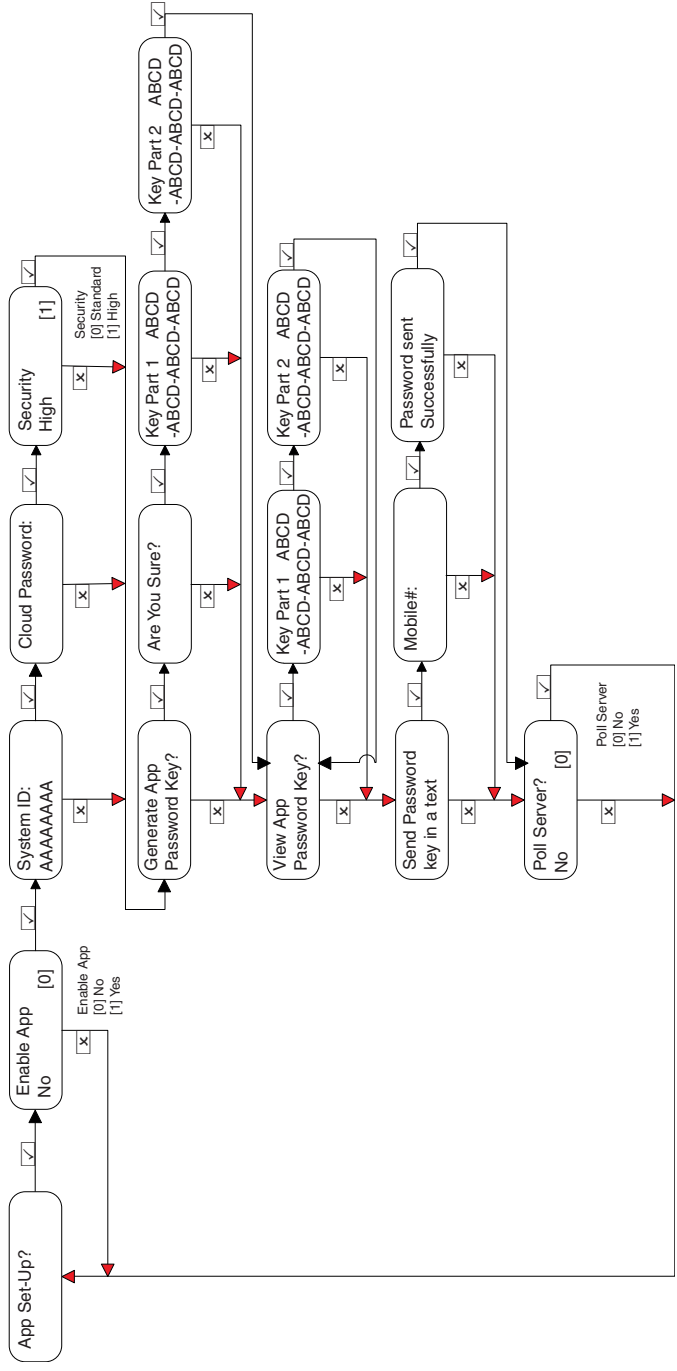 App Set-Up?
Enable App
No [0]
Enable App
[0] No
[1] Yes
System ID:
AAAAAAAAA
Cloud Password:
Security
High [1]
Security
[0] Standard
[1] High
Generate App
Password Key?
Are You Sure?
Key Part 1 ABCD
-ABCD-ABCD-ABCD
Key Part 2 ABCD
-ABCD-ABCD-ABCD
View App
Password Key?
Key Part 1 ABCD
-ABCD-ABCD-ABCD
Key Part 2 ABCD
-ABCD-ABCD-ABCD
Send Password
key in a text
Mobile#:
Password sent
Successfully
Poll Server?
No [0]
Poll Server
[0] No
[1] Yes